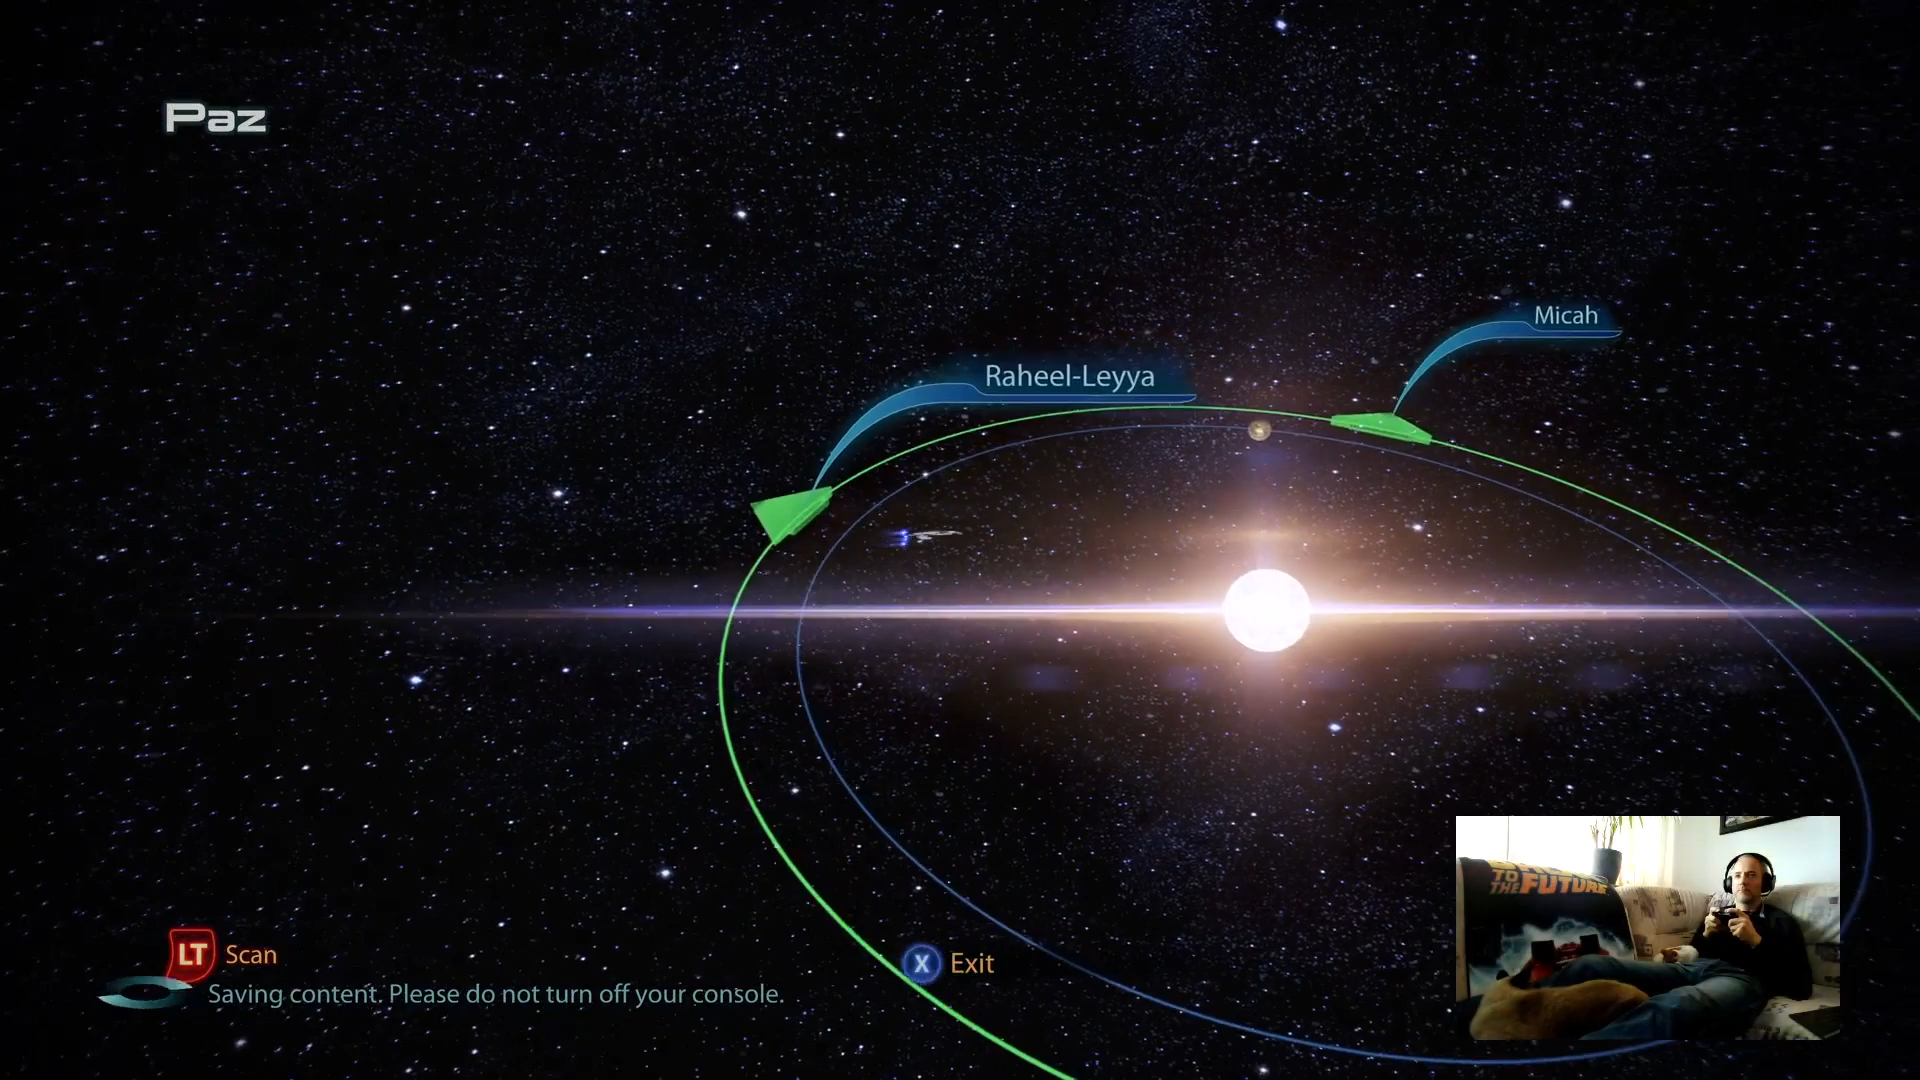 Paz
Micah
Raheel-Leyya
LT Scan
X Exit
Saving content. Please do not turn off your console.
TO
THE FUTURE